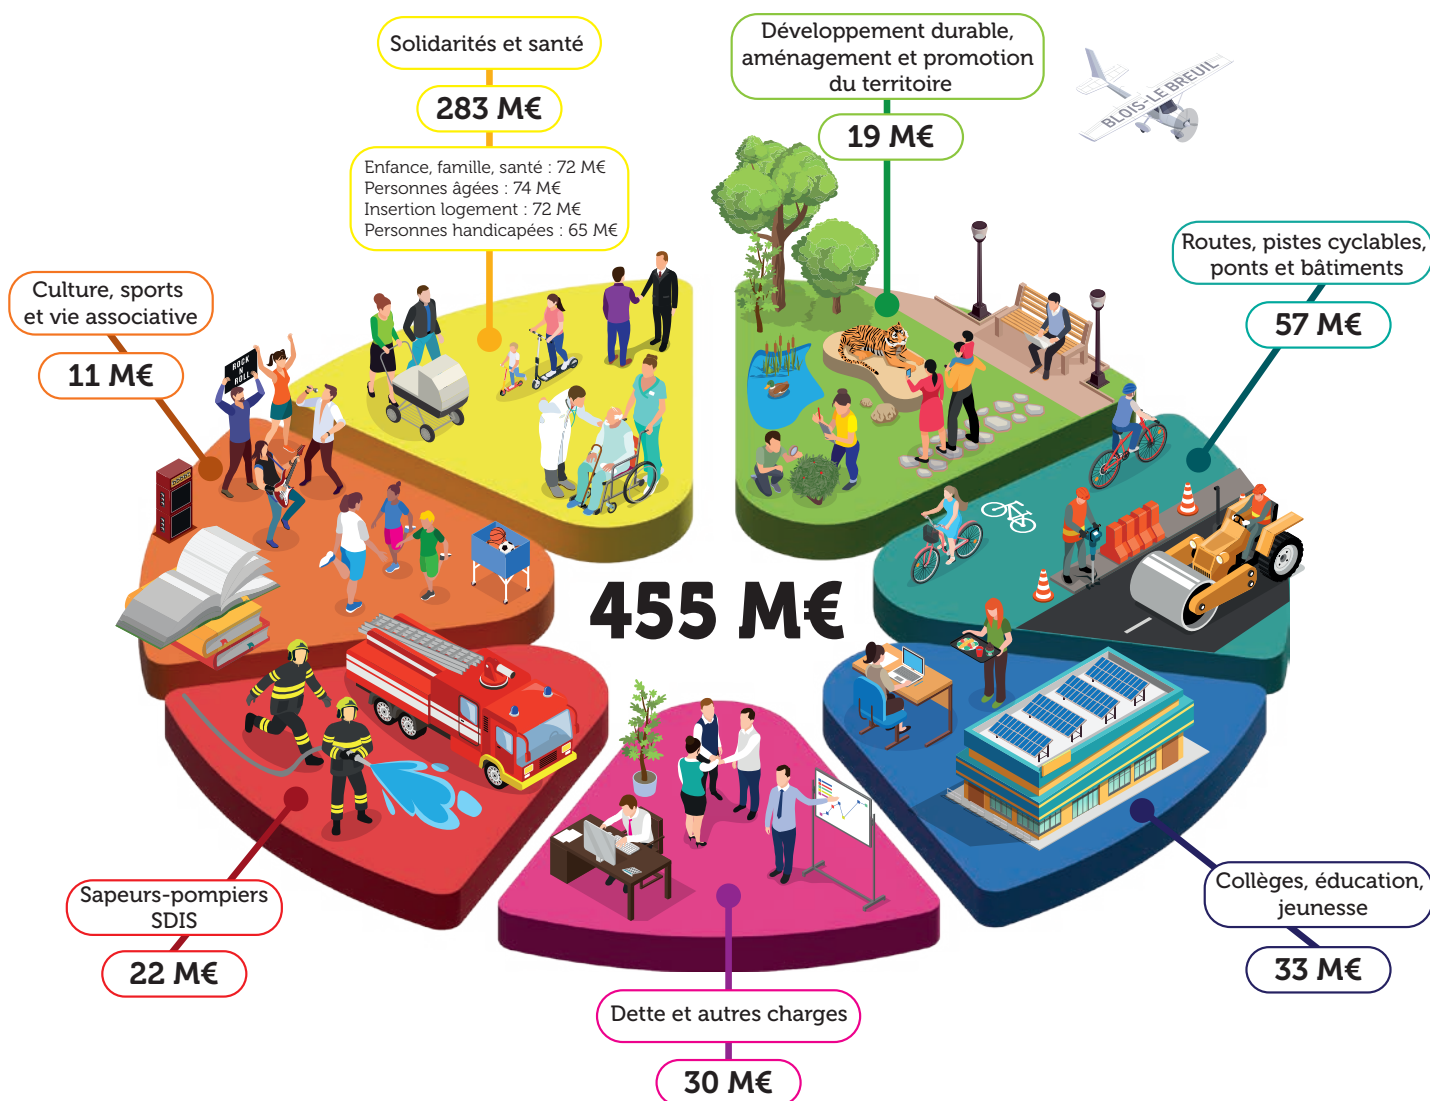 Solidarités et santé
283 M€
Enfance, famille, santé : 72 M€
Personnes âgées : 74 M€
Insertion logement : 72 M€
Personnes handicapées : 65 M€
Développement durable,
aménagement et promotion
du territoire
19 M€
BLOIS-LE BREUIL
Routes, pistes cyclables,
ponts et bâtiments
57 M€
Culture, sports
et vie associative
11 M€
ROCK
N'
ROLL
455 M€
Collèges, éducation,
jeunesse
33 M€
Sapeurs-pompiers
SDIS
22 M€
Dette et autres charges
30 M€